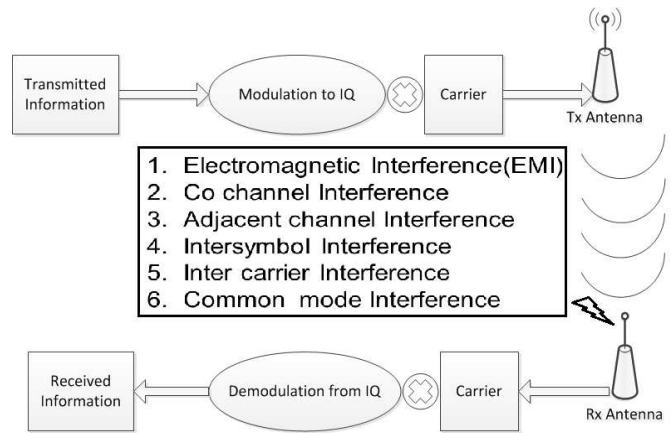 Transmitted
Information
Modulation to IQ
Carrier
Tx Antenna
1. Electromagnetic Interference(EMI)
2. Co channel Interference
3. Adjacent channel Interference
4. Intersymbol Interference
5. Inter carrier Interference
6. Common mode Interference
Received
Information
Demodulation from IQ
Carrier
Rx Antenna